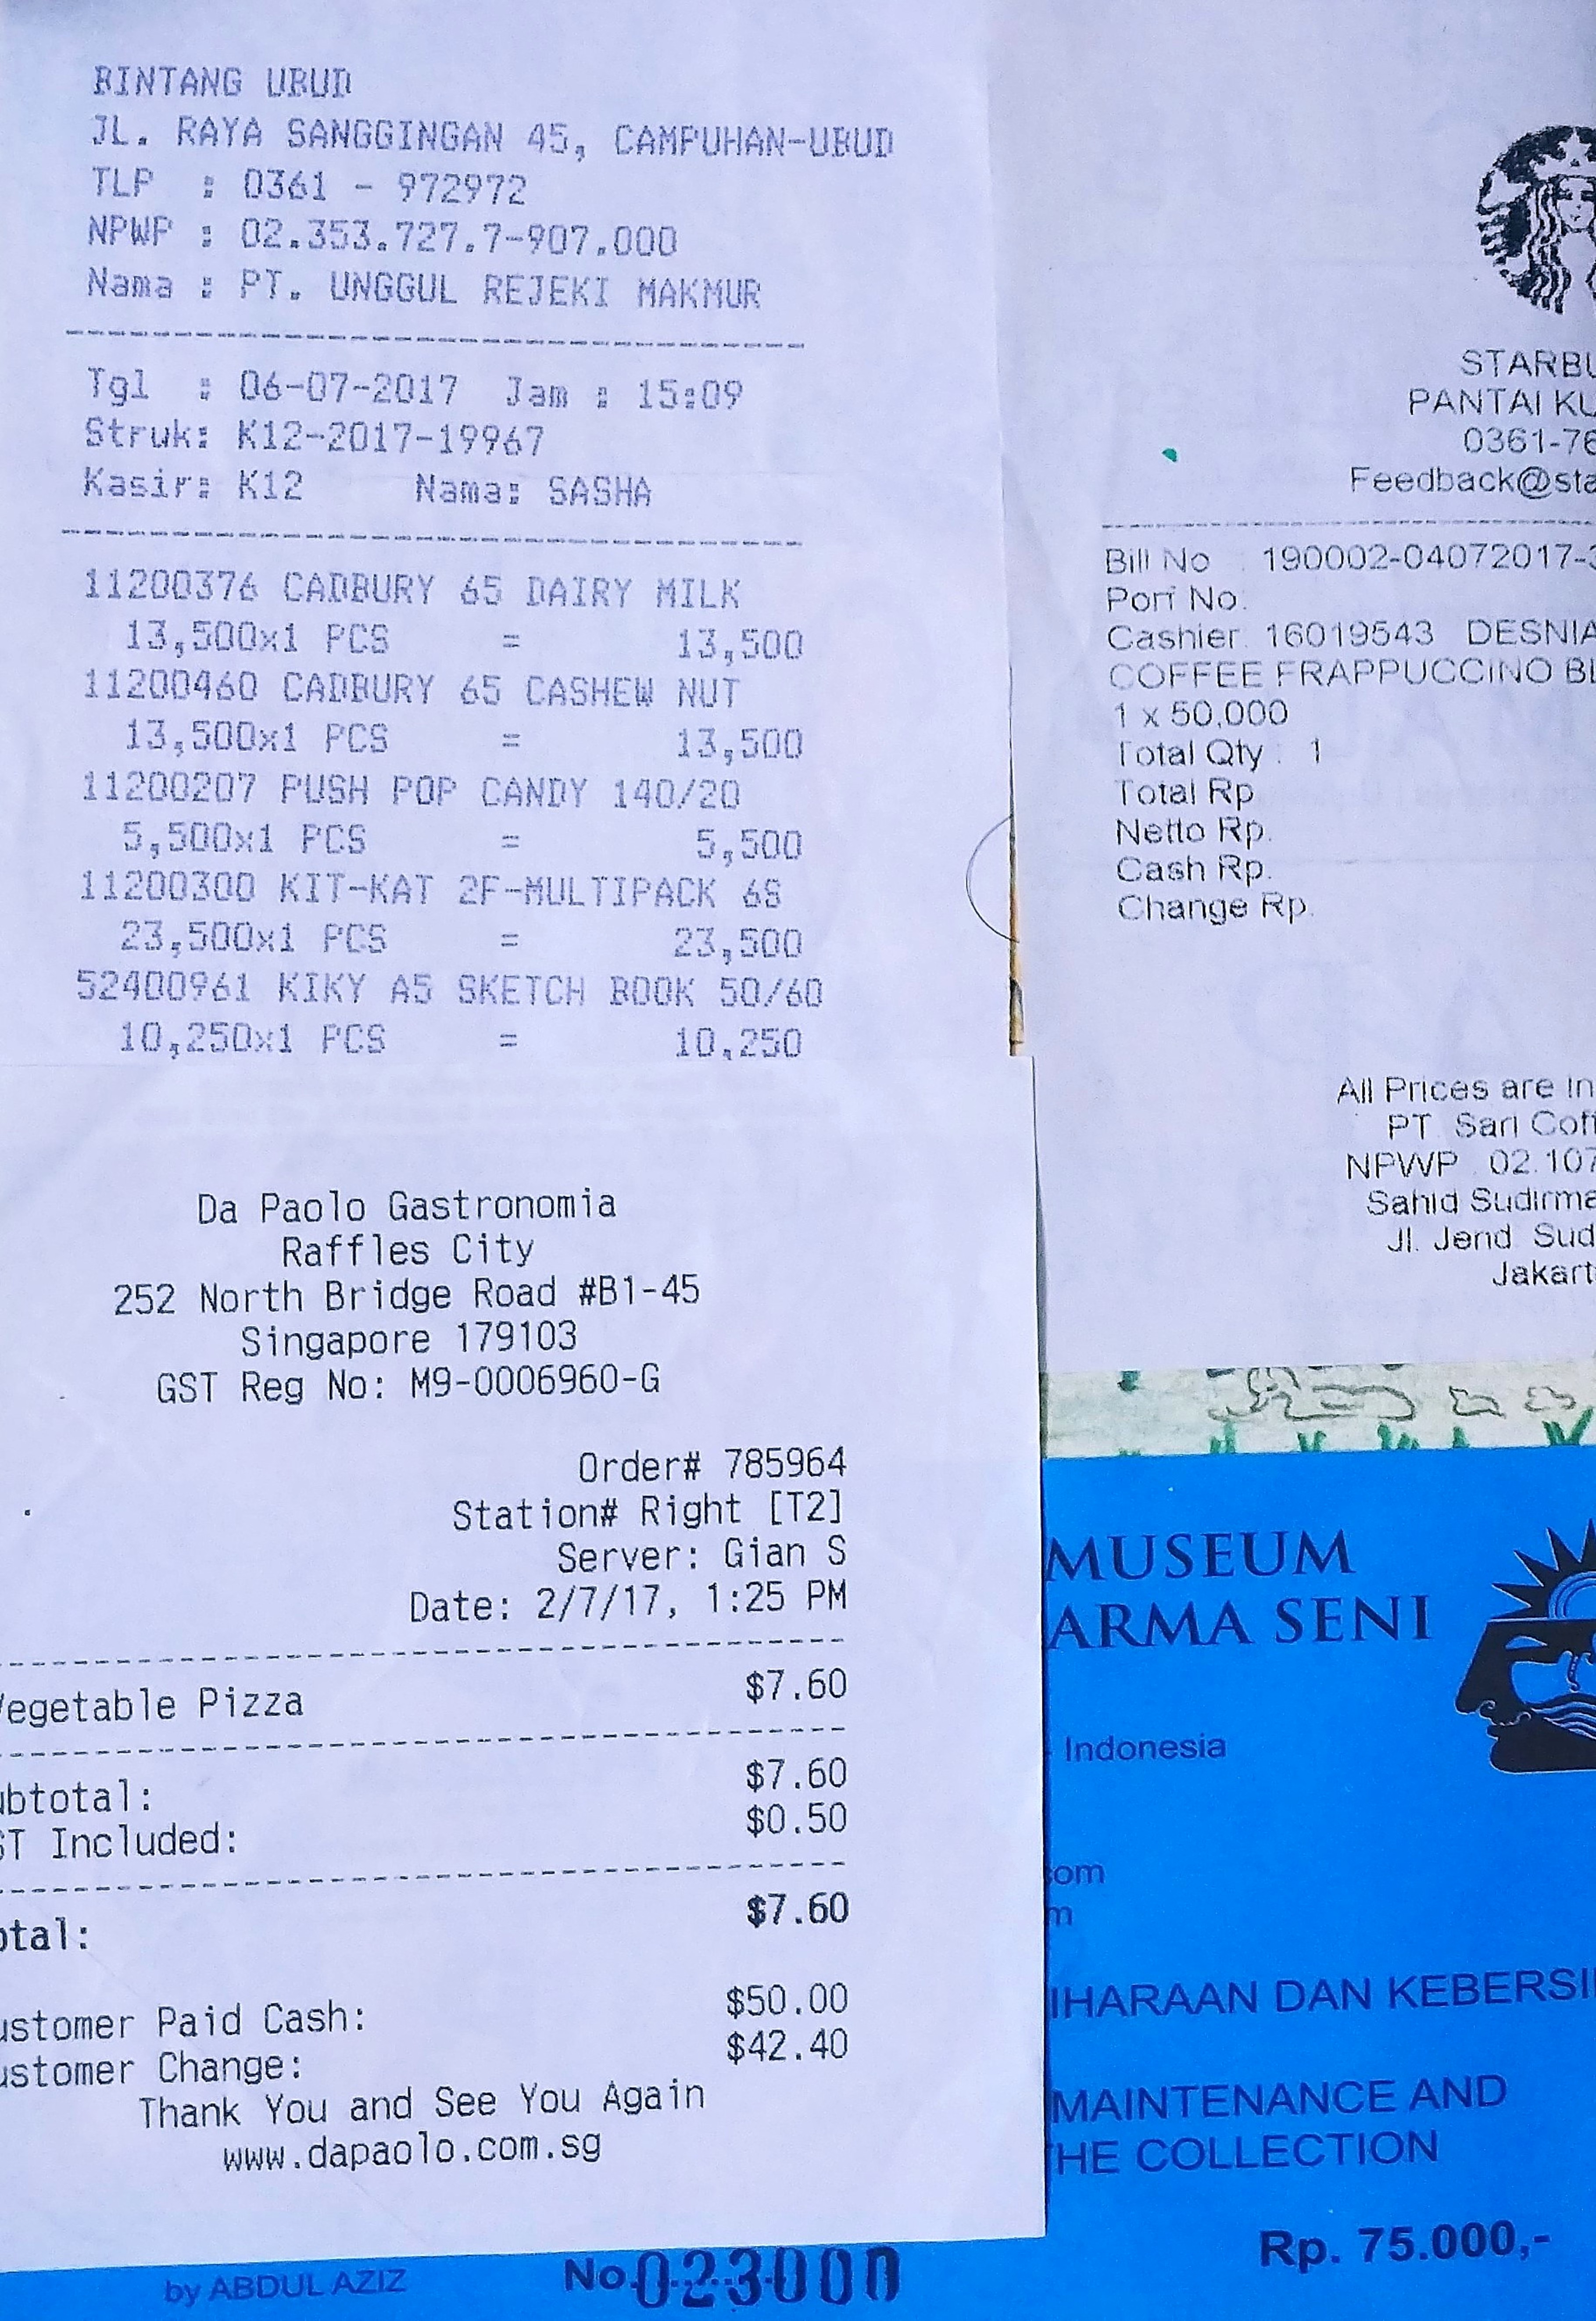 BINTANG UBUD
JL. RAYA SANGGINGAN 45, CAMPUHAN-UBUD
TLP : 0361 - 972972
NPWP : 02.353.727.7-907.000
Nama : PT. UNGGUL REJEKI MAKMUR
Tgl : 06-07-2017 Jam : 15:09
Struk: K12-2017-19967
Kasir: K12 Nama: SASHA
11200376 CADBURY 65 DAIRY MILK
13,500x1 PCS = 13,500
11200460 CADBURY 65 CASHEW NUT
13,500x1 PCS = 13,500
11200207 PUSH POP CANDY 140/20
5,500x1 PCS = 5,500
11200300 KIT-KAT 2F-MULTIPACK 6S
23,500x1 PCS = 23,500
52400961 KIKY A5 SKETCH BOOK 50/60
10,250x1 PCS = 10,250
STARBU
PANTAI KU
0361-76
Feedback@sta
Bill No : 190002-04072017-3
Port No.
Cashier: 16019543 DESNIA
COFFEE FRAPPUCCINO BL
1 x 50,000
Total Qty : 1
Total Rp
Netto Rp.
Cash Rp.
Change Rp.
All Prices are In
PT Sari Coff
NPWP 02.107
Sahid Sudirma
Jl. Jend Sud
Jakart
Da Paolo Gastronomia
Raffles City
252 North Bridge Road #B1-45
Singapore 179103
GST Reg No: M9-0006960-G
Order# 785964
Station# Right [T2]
Server: Gian S
Date: 2/7/17, 1:25 PM
Vegetable Pizza $7.60
ubtotal: $7.60
ST Included: $0.50
otal: $7.60
ustomer Paid Cash: $50.00
ustomer Change: $42.40
Thank You and See You Again
www.dapaolo.com.sg
MUSEUM
ARMA SENI
Indonesia
com
m
IHARAAN DAN KEBERSI
MAINTENANCE AND
HE COLLECTION
Rp. 75.000,-
by ABDUL AZIZ No. 023000